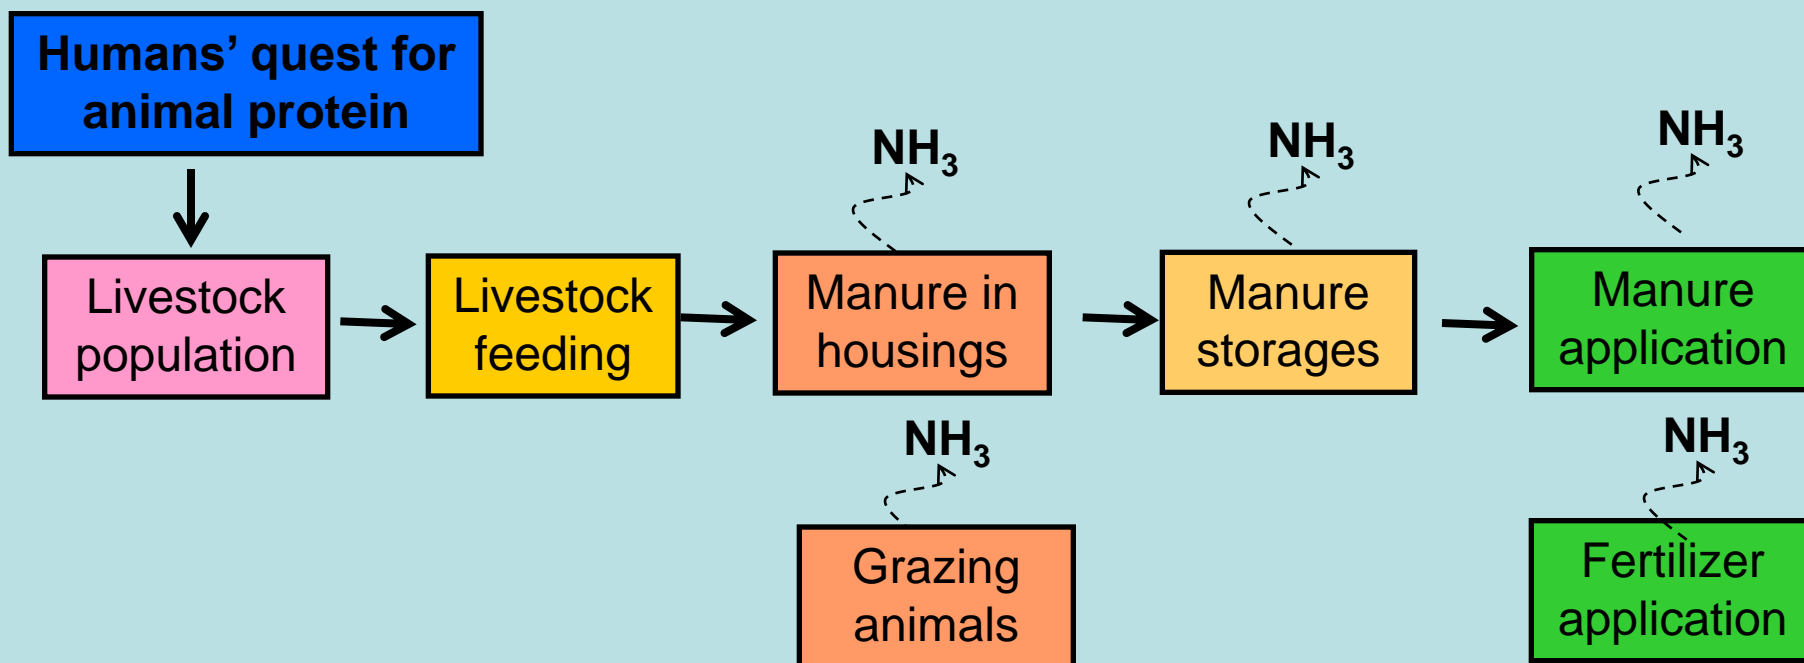 Humans’ quest for
animal protein
NH₃
NH₃
NH₃
Livestock
population
Livestock
feeding
Manure in
housings
Manure
storages
Manure
application
NH₃
NH₃
Grazing
animals
Fertilizer
application